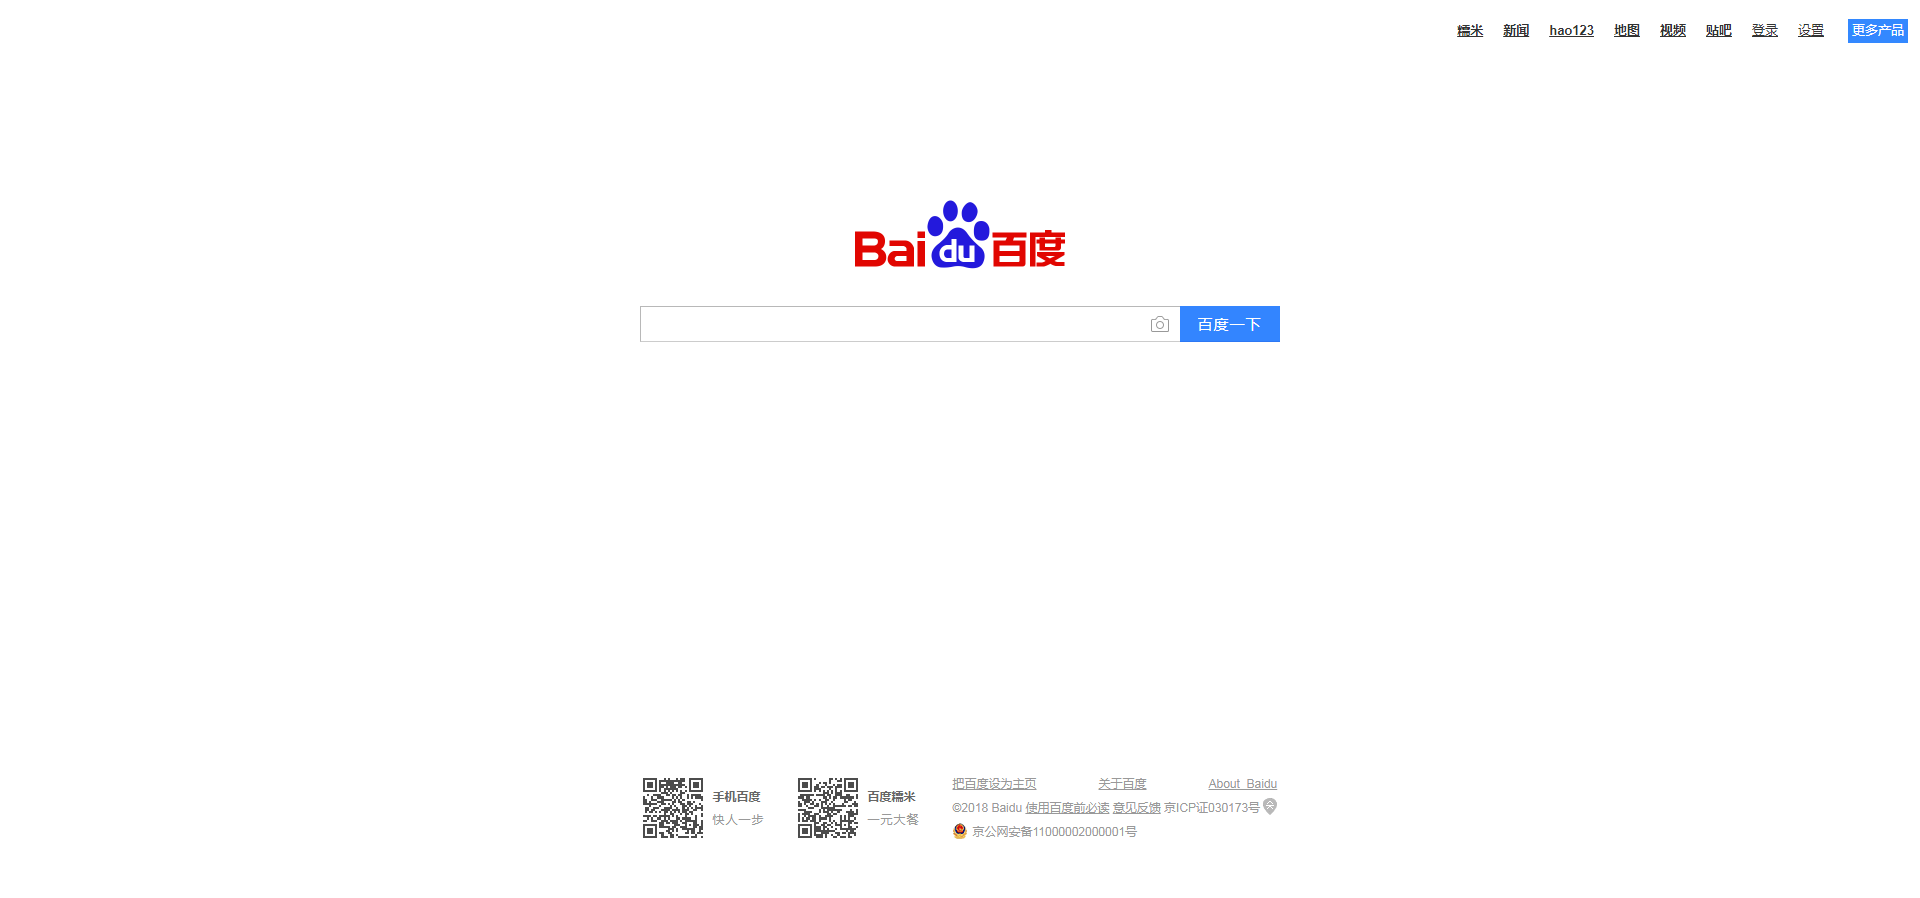 糯米 新闻 hao123 地图 视频 贴吧 登录 设置 更多产品
Bai du 百度
百度一下
手机百度
快人一步
百度糯米
一元大餐
把百度设为主页 关于百度 About Baidu
©2018 Baidu 使用百度前必读 意见反馈 京ICP证030173号
京公网安备11000002000001号